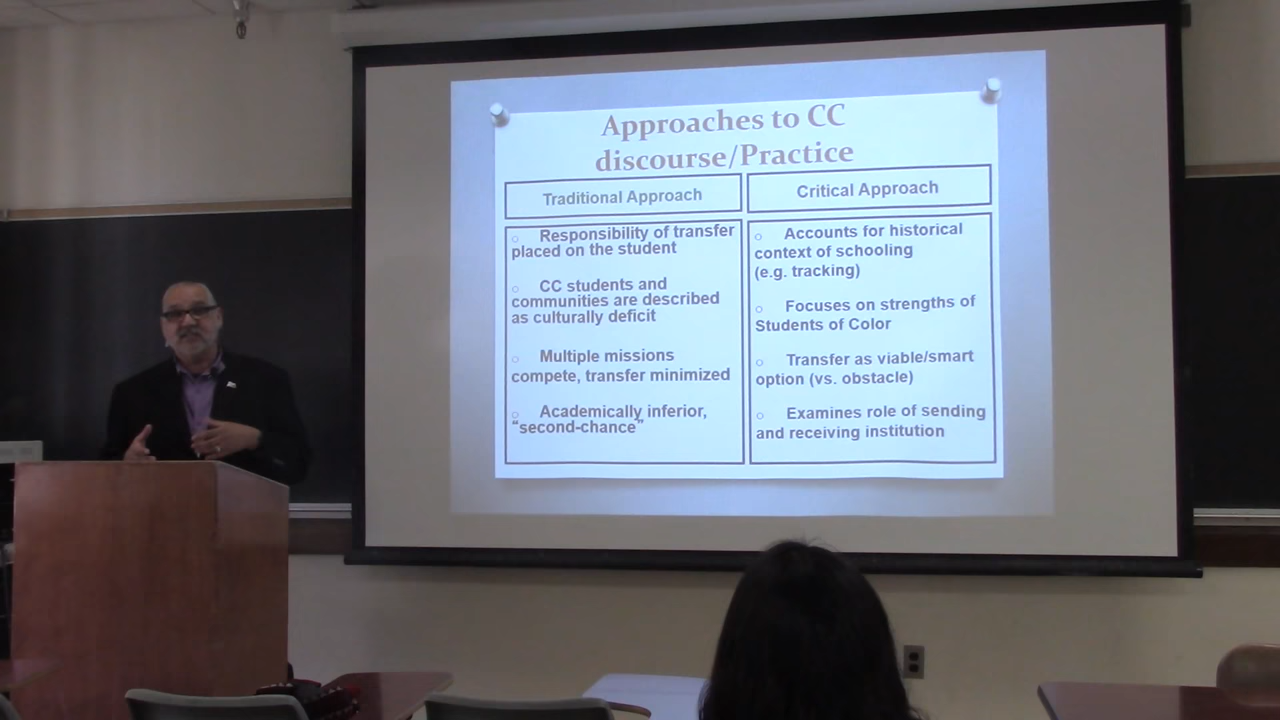 Approaches to CC
discourse/Practice
Traditional Approach
Critical Approach
○ Responsibility of transfer
placed on the student
○ CC students and
communities are described
as culturally deficit
○ Multiple missions
compete, transfer minimized
○ Academically inferior,
"second-chance"
○ Accounts for historical
context of schooling
(e.g. tracking)
○ Focuses on strengths of
Students of Color
○ Transfer as viable/smart
option (vs. obstacle)
○ Examines role of sending
and receiving institution